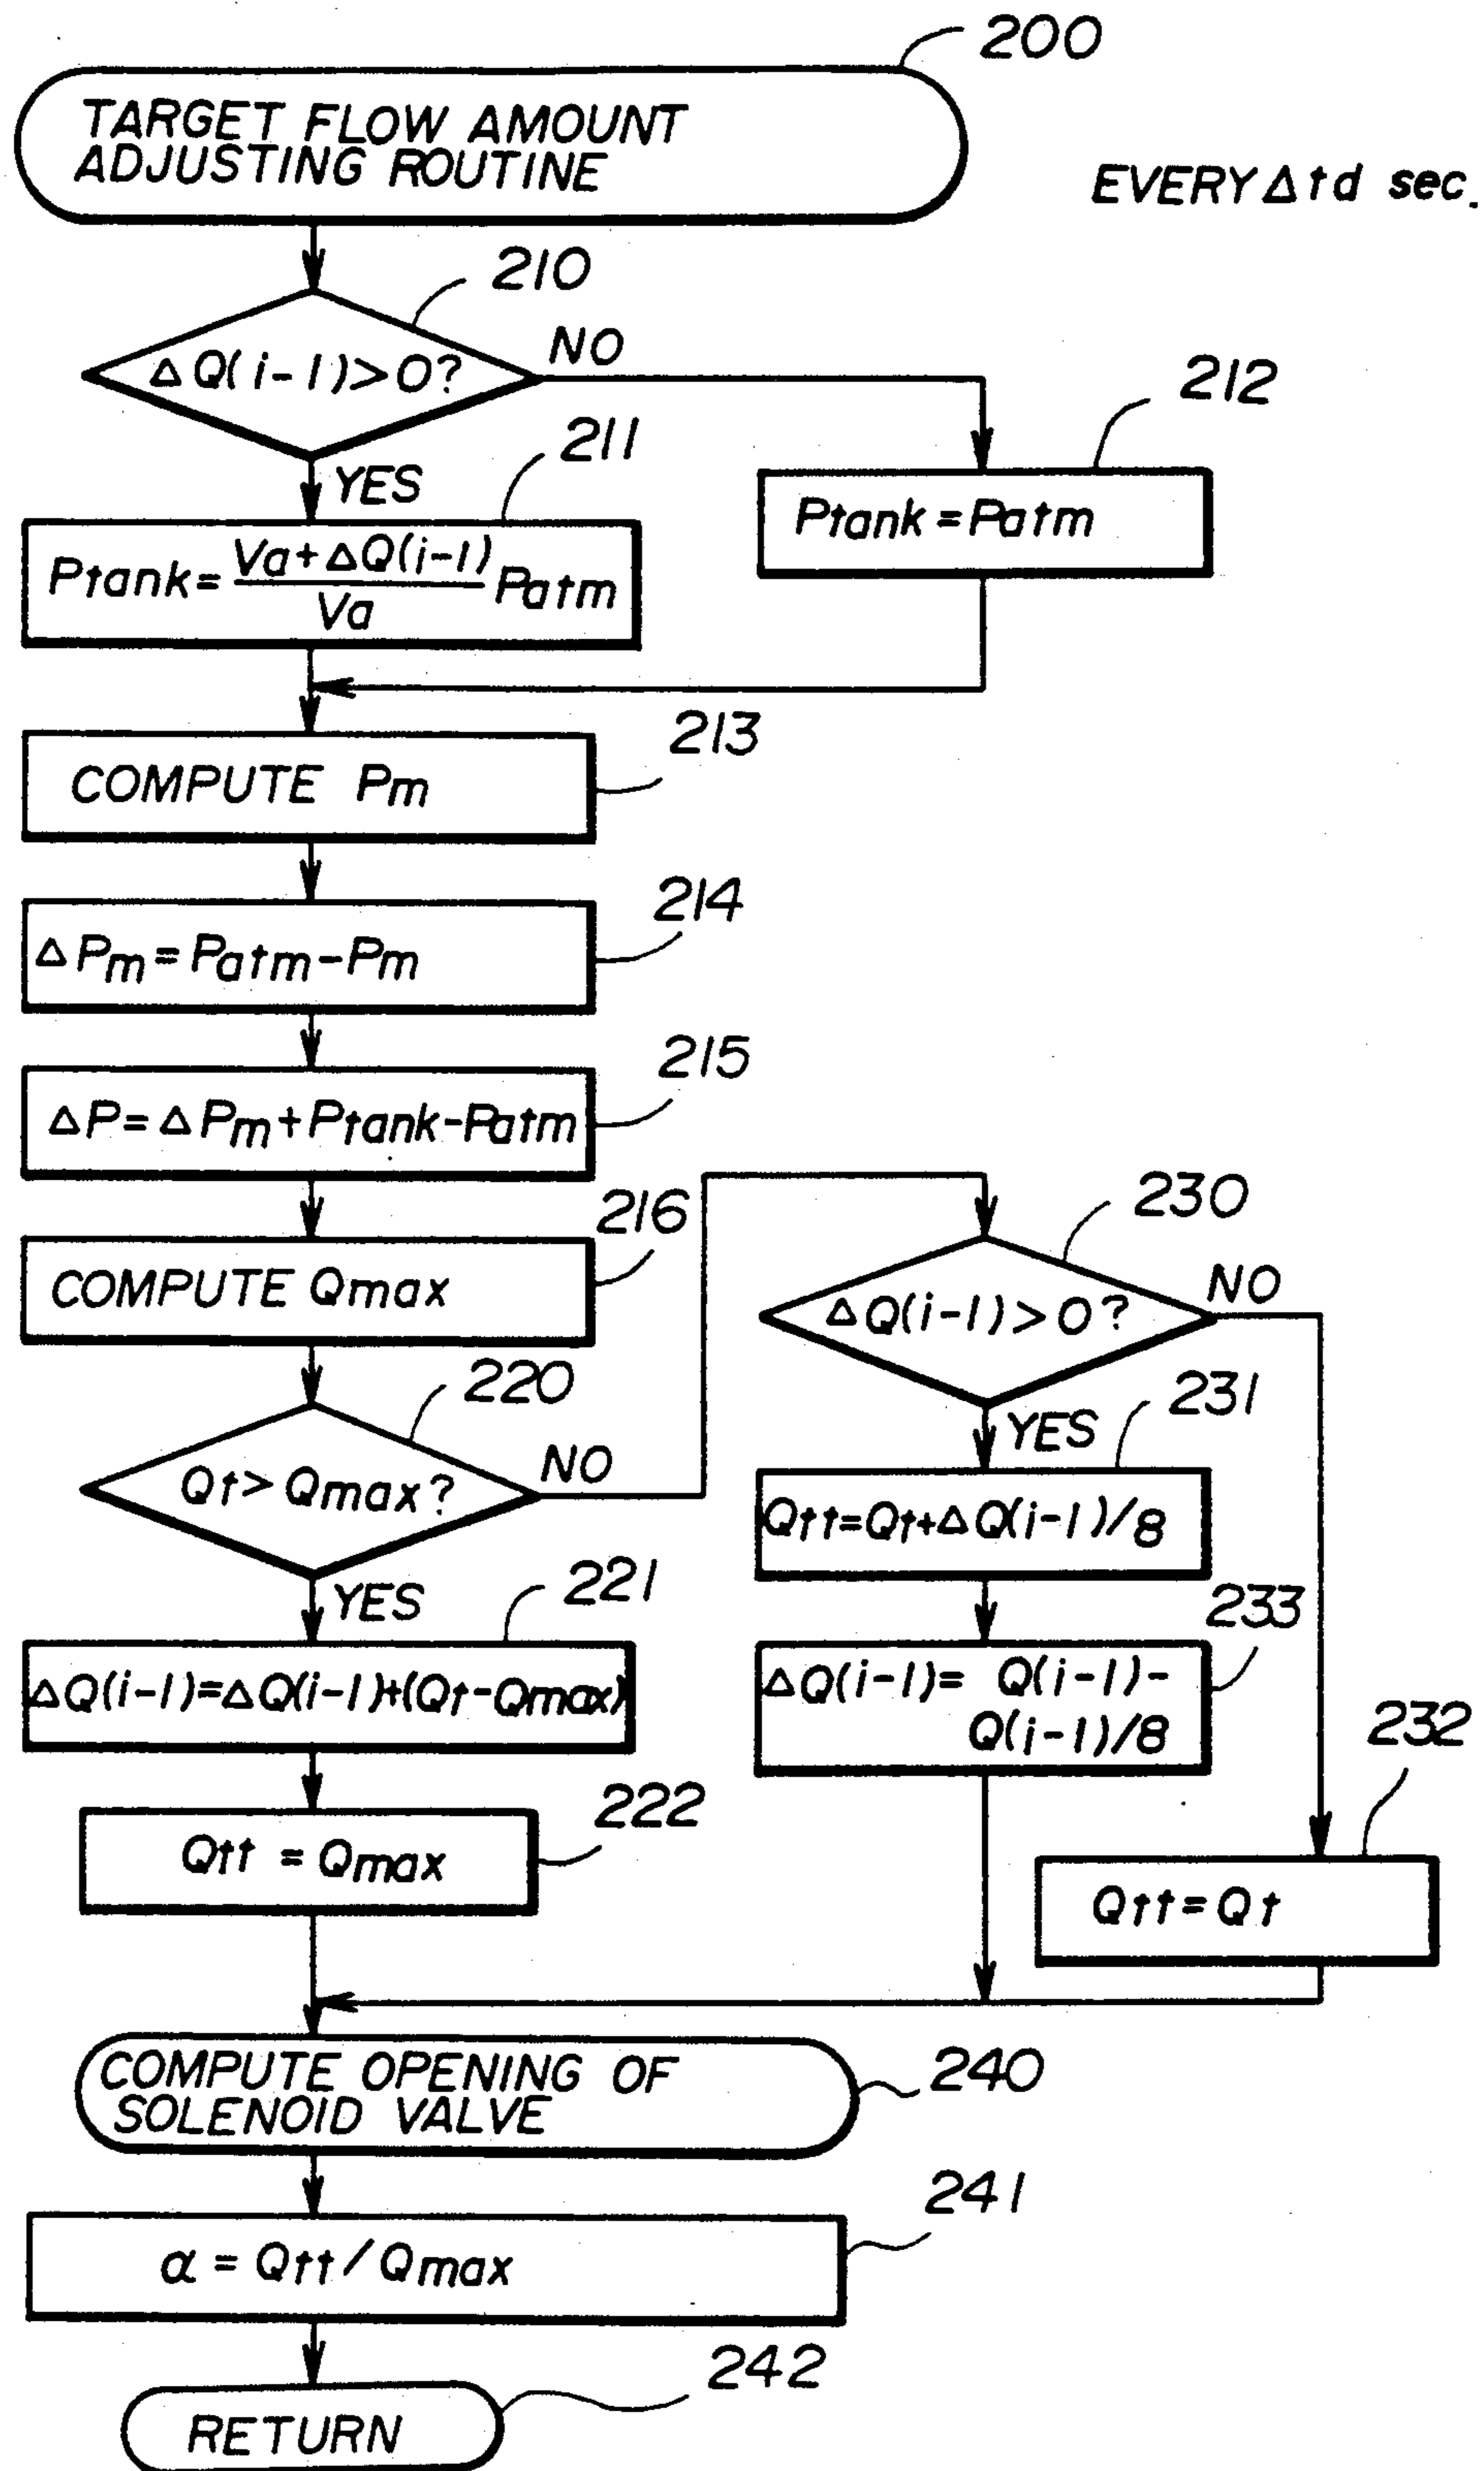 200
TARGET FLOW AMOUNT
ADJUSTING ROUTINE
EVERY Δtd sec.
210
ΔQ(i-1)>0?
NO
YES
211
212
Ptank=(Va+ΔQ(i-1))/Va Patm
Ptank=Patm
213
COMPUTE Pm
214
ΔPm=Patm-Pm
215
ΔP=ΔPm+Ptank-Patm
216
COMPUTE Qmax
220
Qt>Qmax?
NO
YES
230
ΔQ(i-1)>0?
NO
YES
231
Qtt=Qt+ΔQ(i-1)/8
221
ΔQ(i-1)=ΔQ(i-1)+(Qt-Qmax)
233
ΔQ(i-1)= Q(i-1)-
Q(i-1)/8
222
Qtt = Qmax
232
Qtt=Qt
COMPUTE OPENING OF
SOLENOID VALVE
240
241
α = Qtt/Qmax
242
RETURN